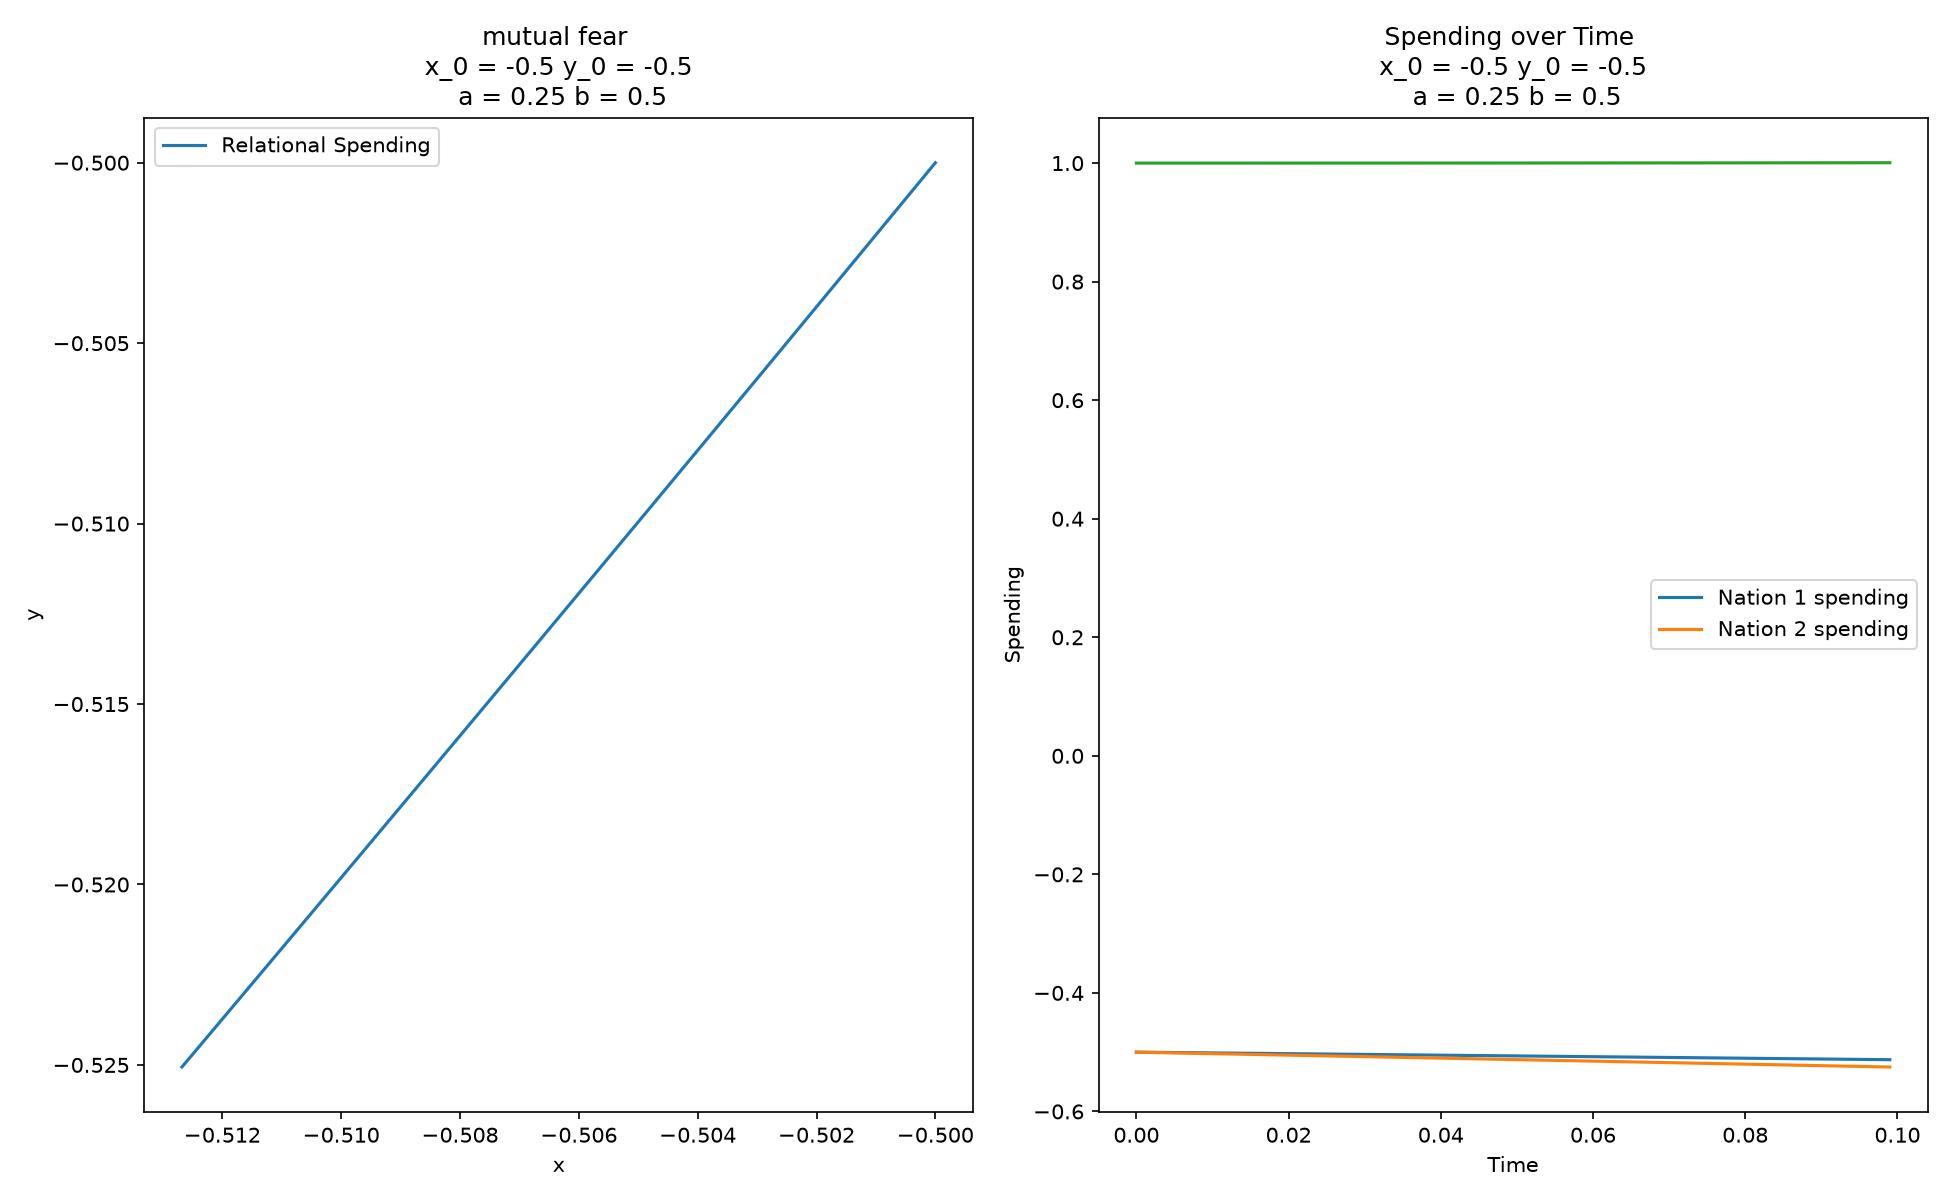 mutual fear
x_0 = -0.5 y_0 = -0.5
a = 0.25 b = 0.5
Relational Spending
−0.500
−0.505
−0.510
−0.515
−0.520
−0.525
y
−0.512 −0.510 −0.508 −0.506 −0.504 −0.502 −0.500
x
Spending over Time
x_0 = -0.5 y_0 = -0.5
a = 0.25 b = 0.5
1.0
0.8
0.6
0.4
0.2
0.0
−0.2
−0.4
−0.6
Spending
Nation 1 spending
Nation 2 spending
0.00 0.02 0.04 0.06 0.08 0.10
Time